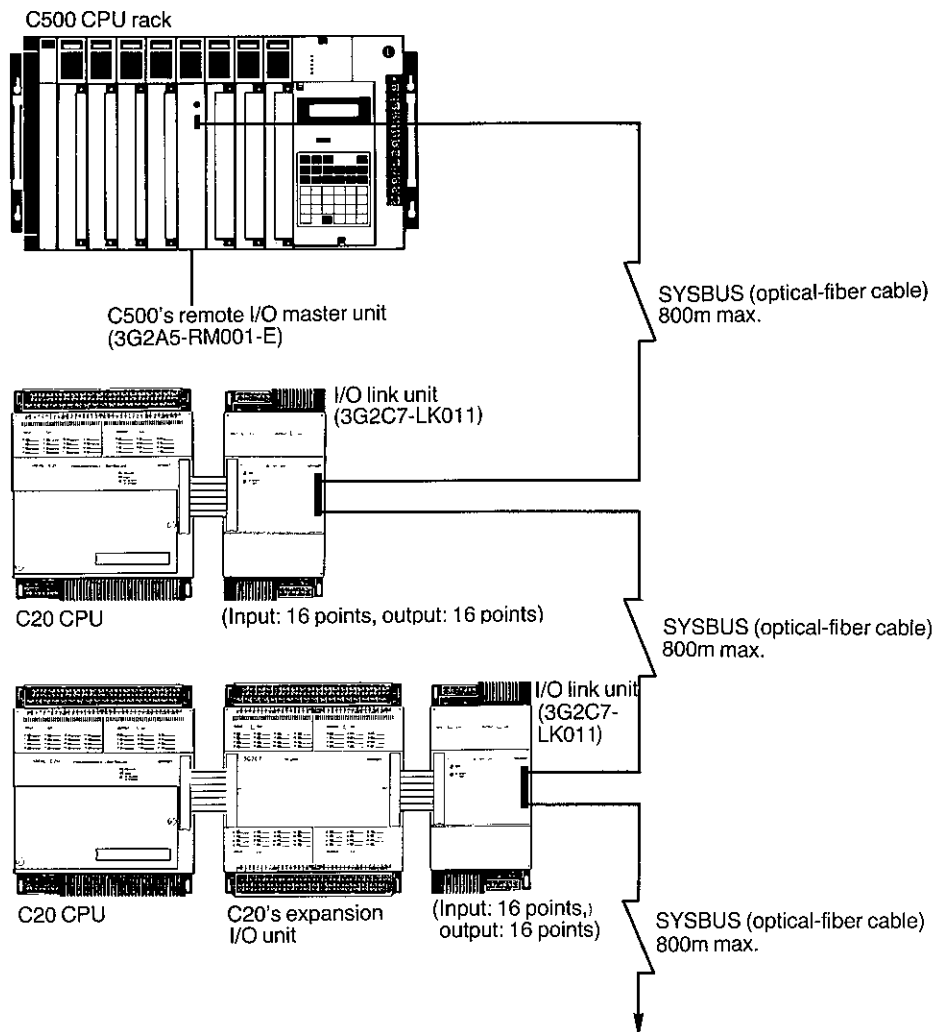 C500 CPU rack
C500's remote I/O master unit
(3G2A5-RM001-E)
SYSBUS (optical-fiber cable)
800m max.
I/O link unit
(3G2C7-LK011)
C20 CPU
(Input: 16 points, output: 16 points)
SYSBUS (optical-fiber cable)
800m max.
I/O link unit
(3G2C7-
LK011)
C20 CPU
C20's expansion
I/O unit
(Input: 16 points,)
output: 16 points)
SYSBUS (optical-fiber cable)
800m max.